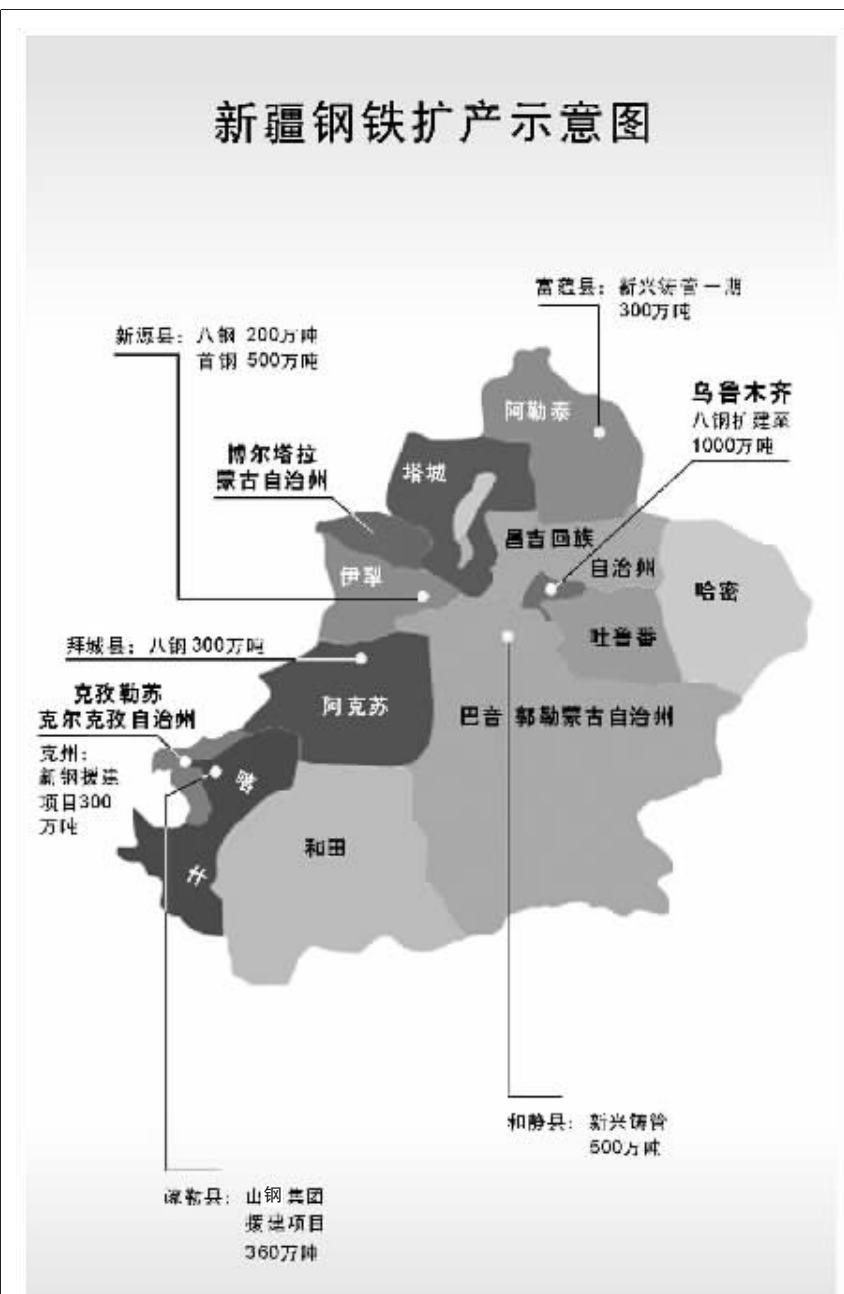 新疆钢铁扩产示意图
富蕴县：新兴铸管一期
300万吨
新源县：八钢 200万吨
首钢 500万吨
乌鲁木齐
八钢扩建至
1000万吨
阿勒泰
博尔塔拉
蒙古自治州
塔城
昌吉回族
自治州
伊犁
哈密
吐鲁番
拜城县：八钢300万吨
克孜勒苏
克尔克孜自治州
阿克苏
巴音 郭勒蒙古自治州
克州：
新钢援建
项目300
万吨
喀
什
和田
和静县：新兴铸管
500万吨
疏勒县：山钢集团
援建项目
360万吨